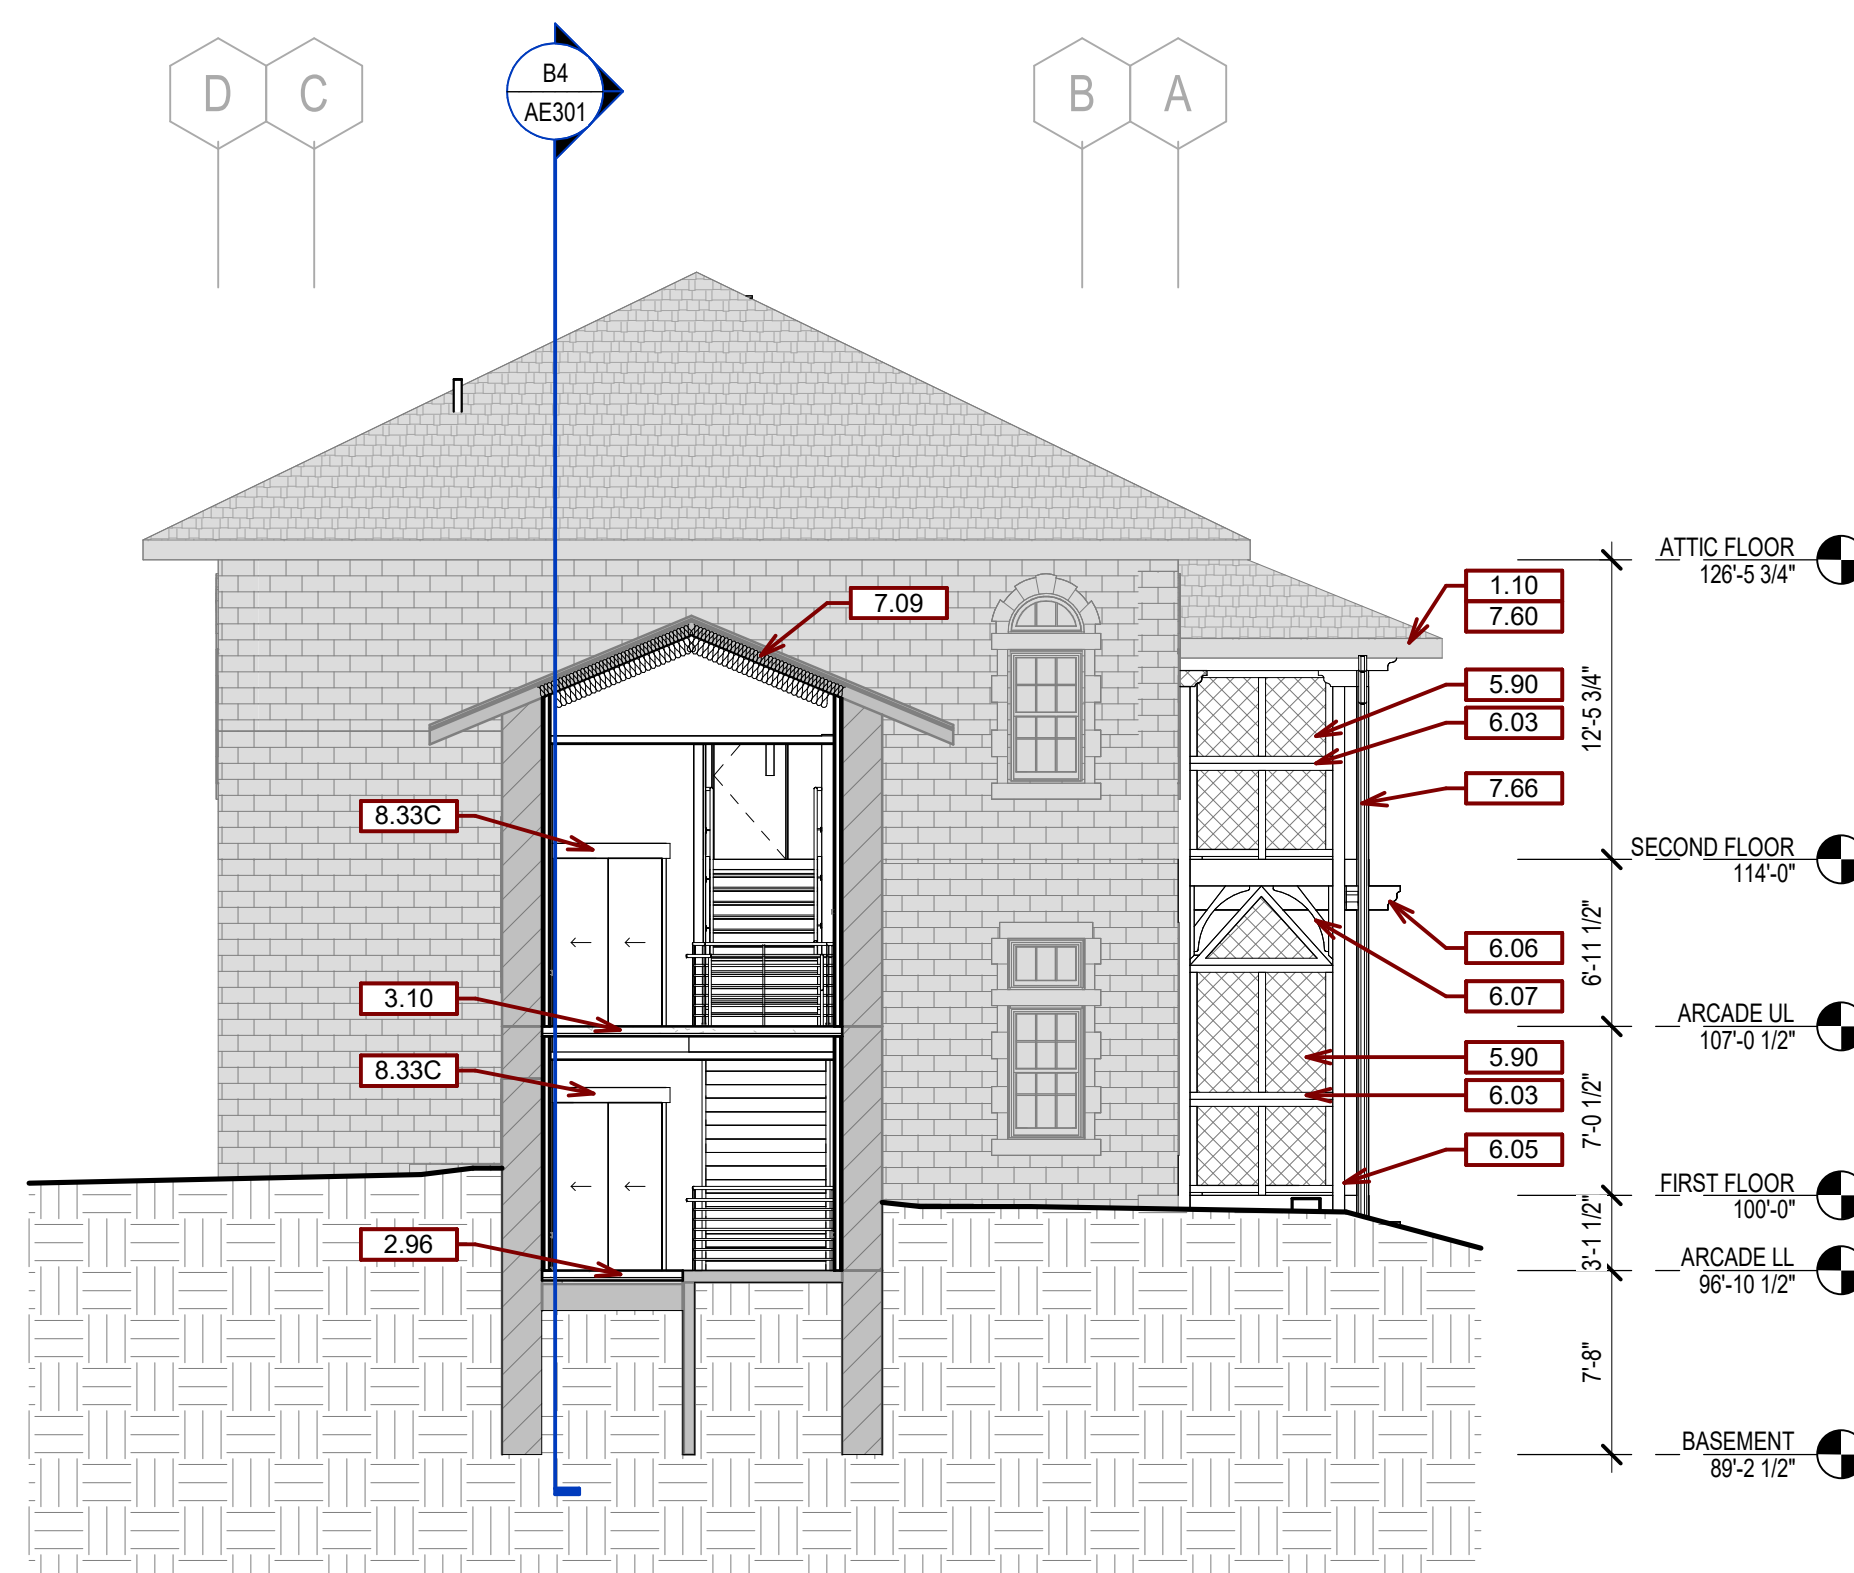 D
C
B4
AE301
B
A
ATTIC FLOOR
126'-5 3/4"
1.10
7.60
7.09
5.90
6.03
12'-5 3/4"
7.66
8.33C
SECOND FLOOR
114'-0"
6.06
6'-11 1/2"
3.10
6.07
ARCADE UL
107'-0 1/2"
8.33C
5.90
6.03
7'-0 1/2"
6.05
FIRST FLOOR
100'-0"
3'-1 1/2"
2.96
ARCADE LL
96'-10 1/2"
7'-8"
BASEMENT
89'-2 1/2"